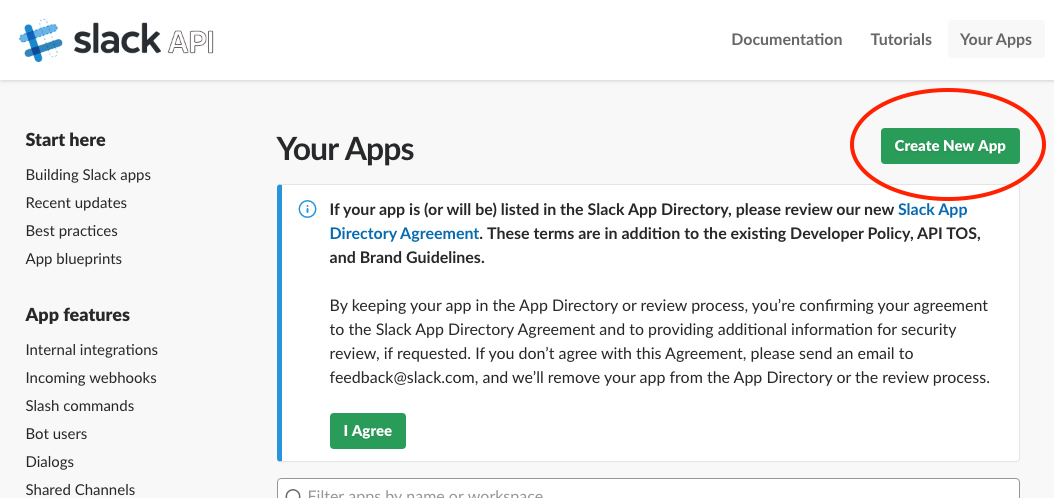 slack API
Documentation
Tutorials
Your Apps
Start here
Building Slack apps
Recent updates
Best practices
App blueprints
App features
Internal integrations
Incoming webhooks
Slash commands
Bot users
Dialogs
Shared Channels
Your Apps
Create New App
If your app is (or will be) listed in the Slack App Directory, please review our new Slack App
Directory Agreement. These terms are in addition to the existing Developer Policy, API TOS,
and Brand Guidelines.
By keeping your app in the App Directory or review process, you’re confirming your agreement
to the Slack App Directory Agreement and to providing additional information for security
review, if requested. If you don’t agree with this Agreement, please send an email to
feedback@slack.com, and we’ll remove your app from the App Directory or the review process.
I Agree
Filter apps by name or workspace